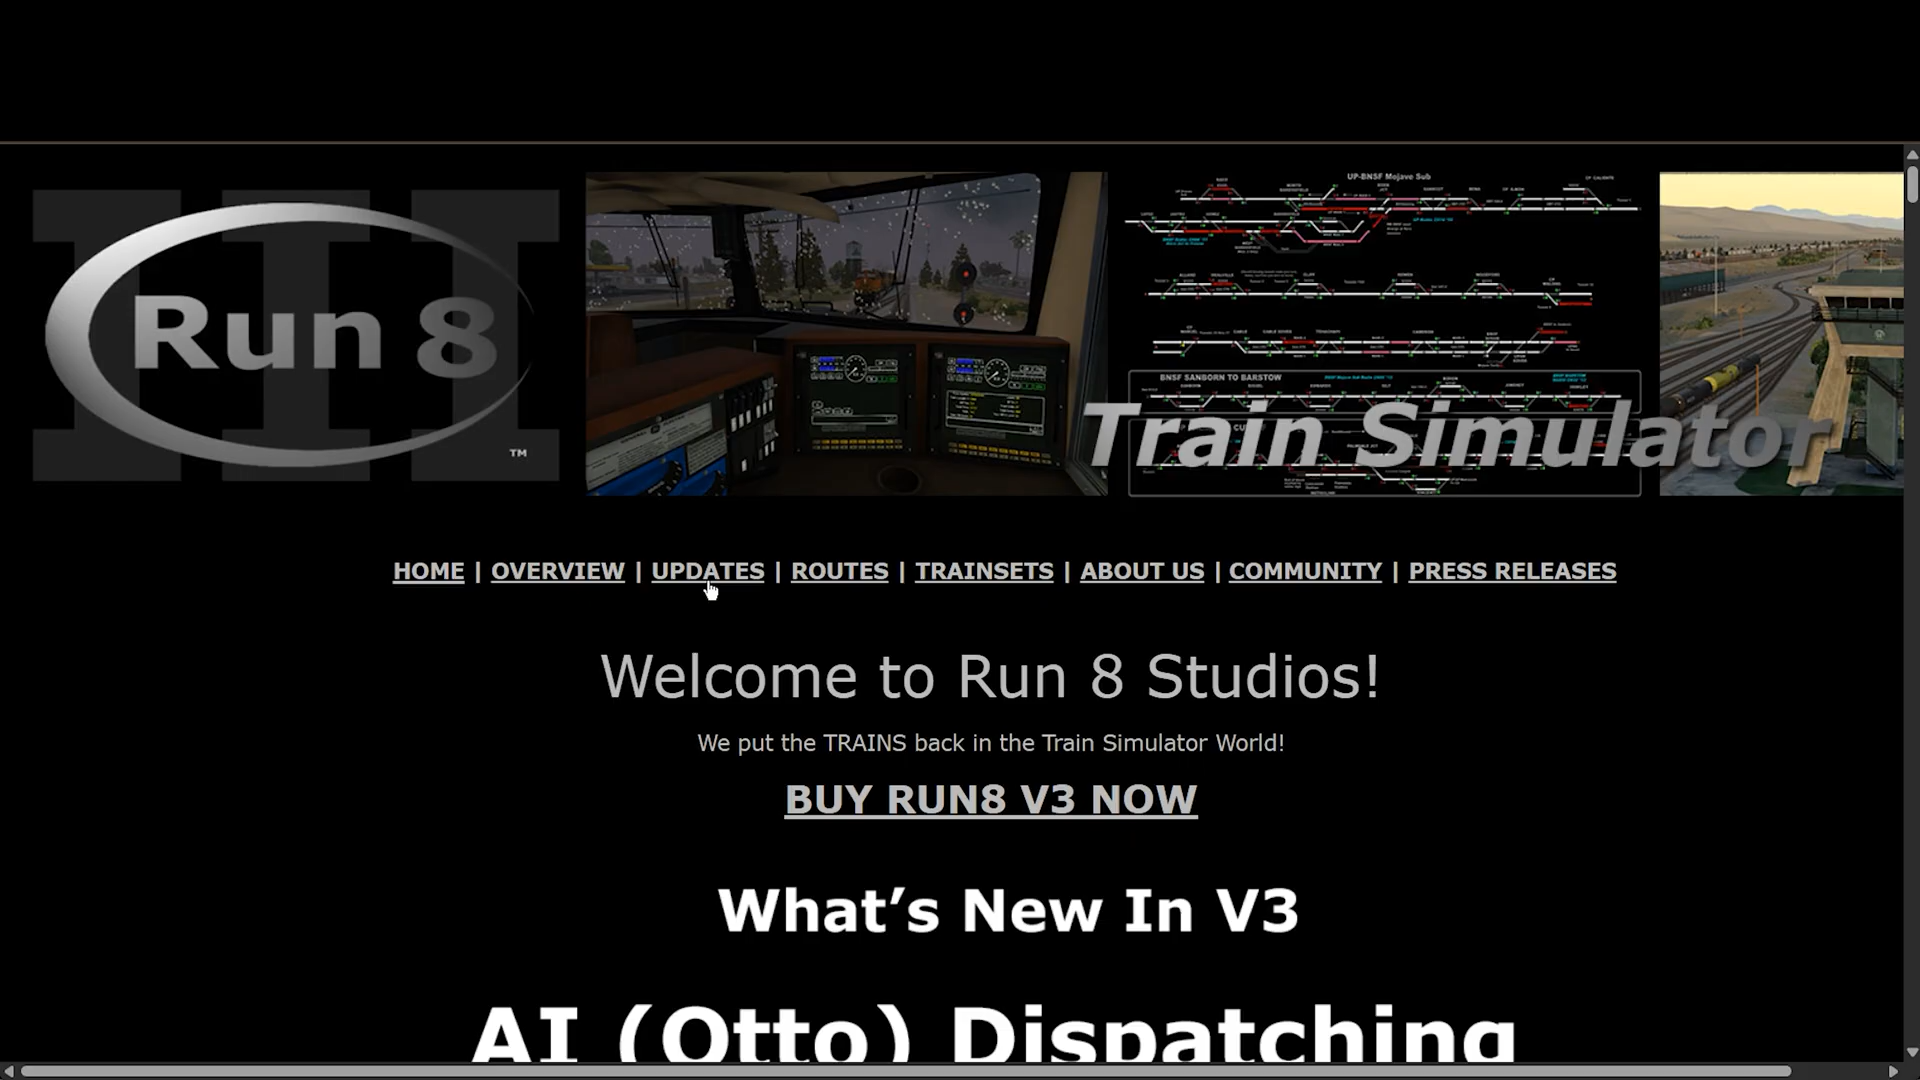 Run 8
TM
UP-BNSF Mojave Sub
BNSF SANBORN TO BARSTOW
Train Simulator
HOME | OVERVIEW | UPDATES | ROUTES | TRAINSETS | ABOUT US | COMMUNITY | PRESS RELEASES
Welcome to Run 8 Studios!
We put the TRAINS back in the Train Simulator World!
BUY RUN8 V3 NOW
What’s New In V3
AI (Otto) Dispatching